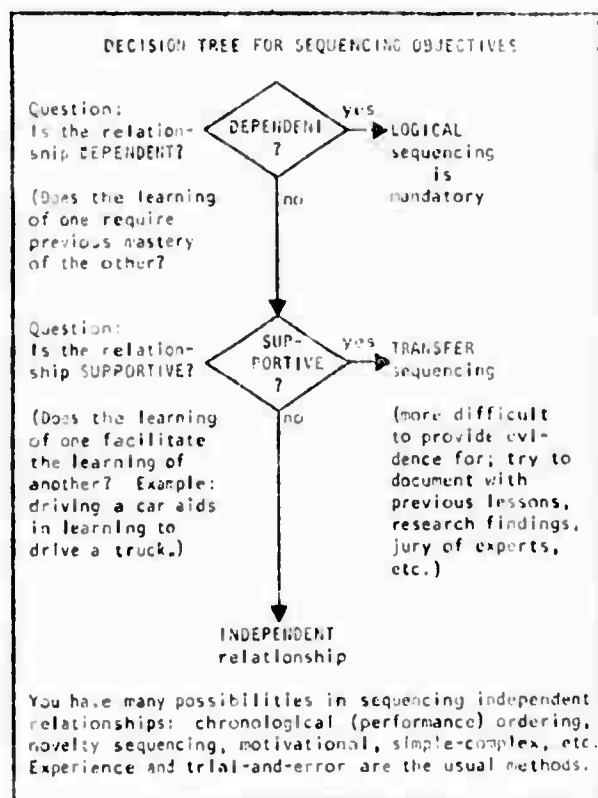 DECISION TREE FOR SEQUENCING OBJECTIVES
Question:
Is the relation-
ship DEPENDENT?
(Does the learning
of one require
previous mastery
of the other?
DEPENDENT
?
yes
LOGICAL
sequencing
is
mandatory
no
Question:
Is the relation-
ship SUPPORTIVE?
(Does the learning
of one facilitate
the learning of
another? Example:
driving a car aids
in learning to
drive a truck.)
SUP-
PORTIVE
?
yes
TRANSFER
sequencing
(more difficult
to provide evi-
dence for; try to
document with
previous lessons,
research findings,
jury of experts,
etc.)
no
INDEPENDENT
relationship
You have many possibilities in sequencing independent
relationships: chronological (performance) ordering,
novelty sequencing, motivational, simple-complex, etc.
Experience and trial-and-error are the usual methods.